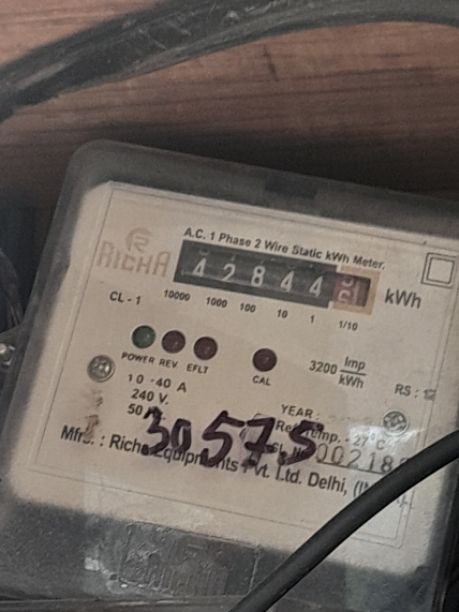 A.C. 1 Phase 2 Wire Static kWh Meter.
RICHA
4 2 8 4 4
kWh
CL - 1
10000 1000 100 10 1 1/10
POWER REV EFLT
CAL
3200 Imp/kWh
RS :
10 -40 A
240 V.
50
YEAR :
Ref. Temp. - 27°C
30575
Mfrs. : Richa Equipments Pvt. Ltd. Delhi,